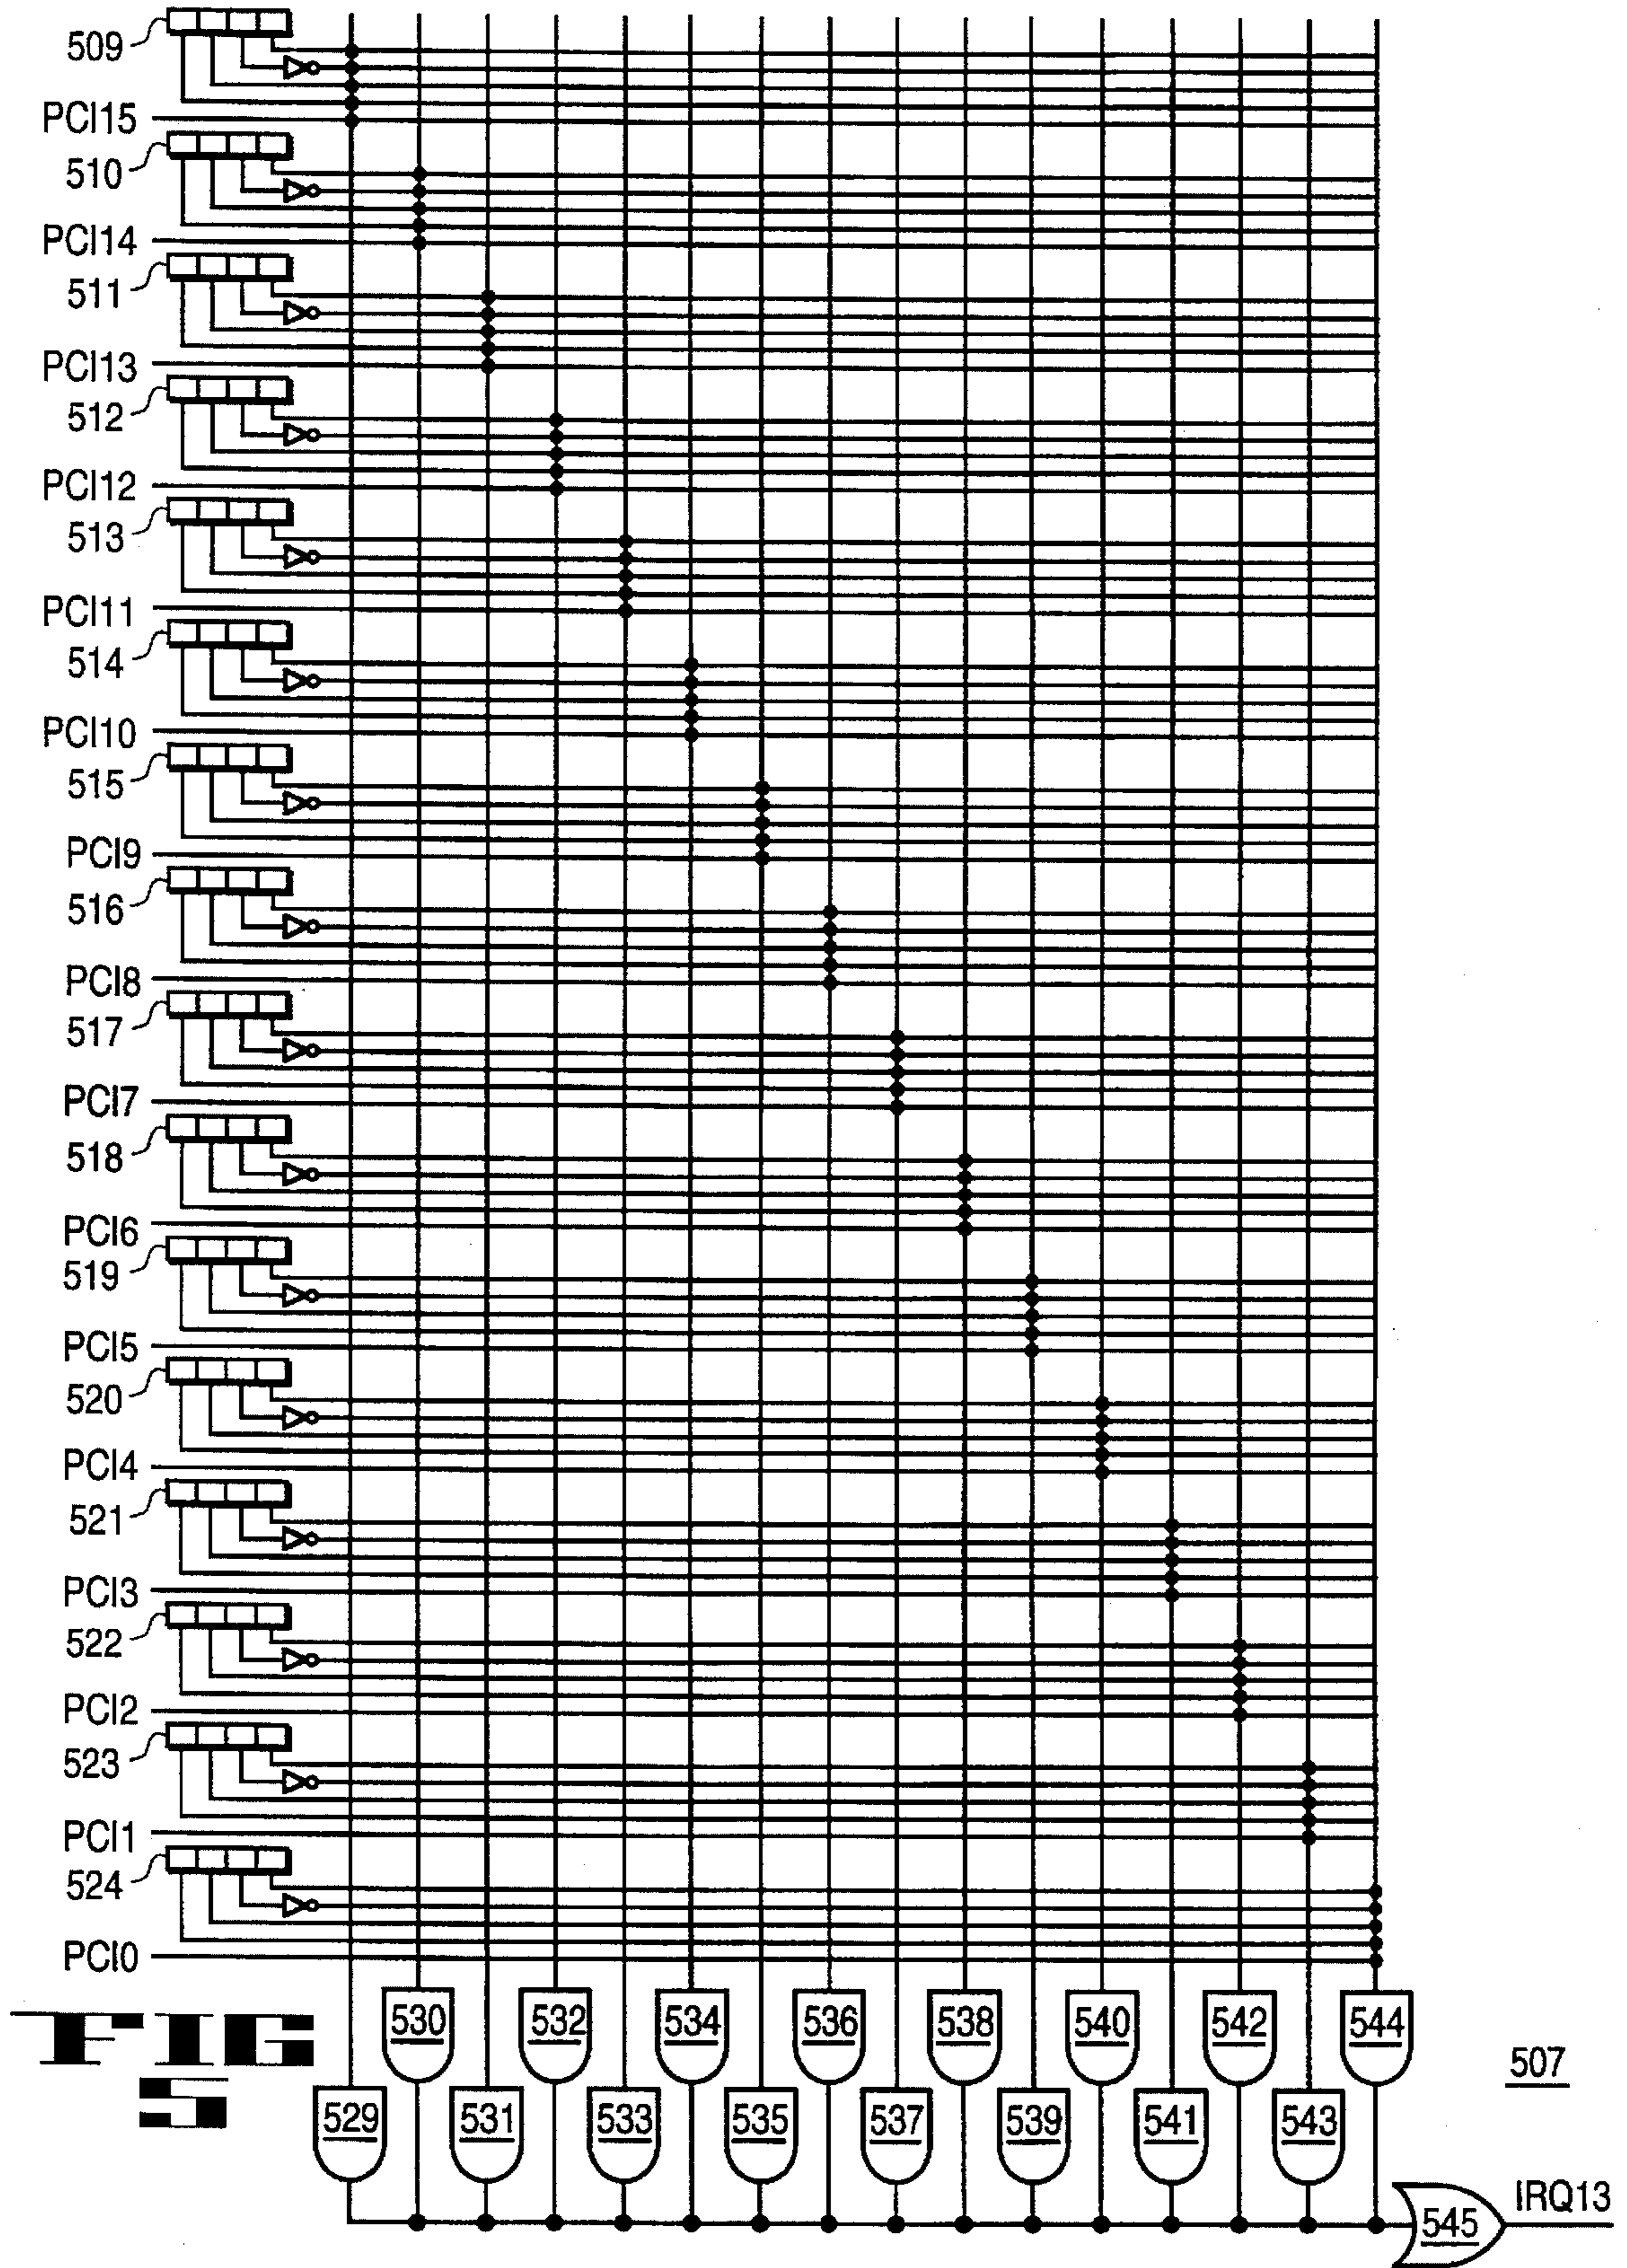 509
PCI15
510
PCI14
511
PCI13
512
PCI12
513
PCI11
514
PCI10
515
PCI9
516
PCI8
517
PCI7
518
PCI6
519
PCI5
520
PCI4
521
PCI3
522
PCI2
523
PCI1
524
PCI0
530 532 534 536 538 540 542 544
FIG
5
507
529 531 533 535 537 539 541 543
IRQ13
545